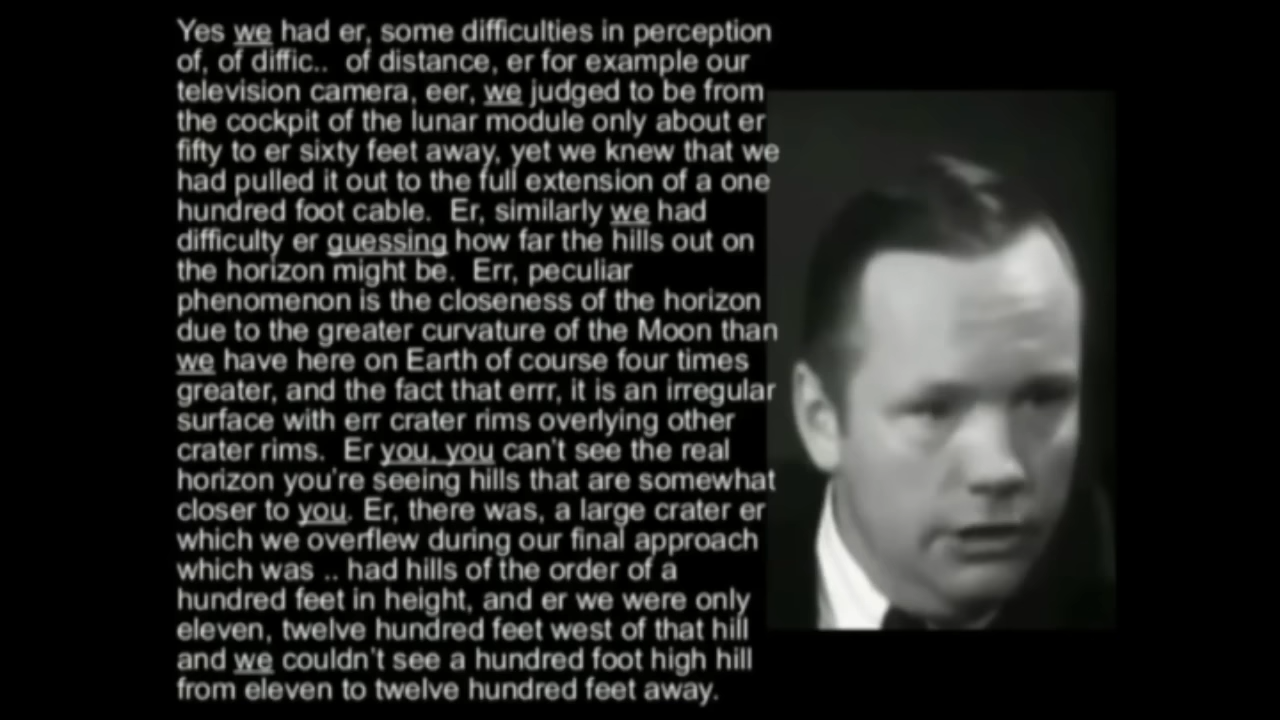 Yes we had er, some difficulties in perception
of, of diffic..  of distance, er for example our
television camera, eer, we judged to be from
the cockpit of the lunar module only about er
fifty to er sixty feet away, yet we knew that we
had pulled it out to the full extension of a one
hundred foot cable.  Er, similarly we had
difficulty er guessing how far the hills out on
the horizon might be.  Err, peculiar
phenomenon is the closeness of the horizon
due to the greater curvature of the Moon than
we have here on Earth of course four times
greater, and the fact that errr, it is an irregular
surface with err crater rims overlying other
crater rims.  Er you, you can't see the real
horizon you're seeing hills that are somewhat
closer to you. Er, there was, a large crater er
which we overflew during our final approach
which was .. had hills of the order of a
hundred feet in height, and er we were only
eleven, twelve hundred feet west of that hill
and we couldn't see a hundred foot high hill
from eleven to twelve hundred feet away.